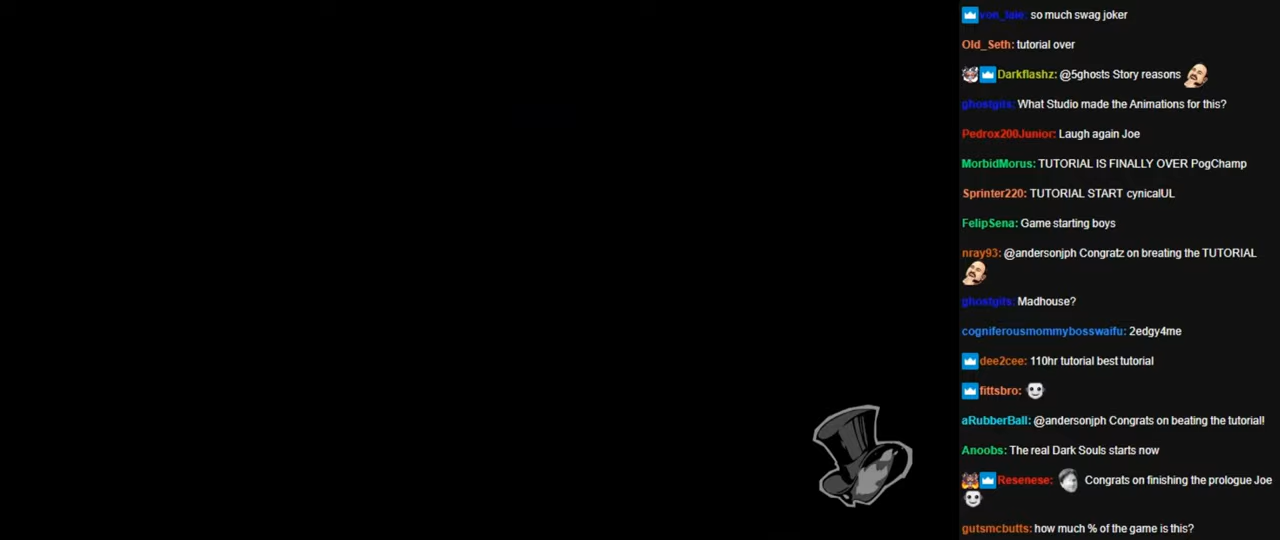 von_laie: so much swag joker
Old_Seth: tutorial over
Darkflashz: @5ghosts Story reasons
ghostgits: What Studio made the Animations for this?
Pedrox200Junior: Laugh again Joe
MorbidMorus: TUTORIAL IS FINALLY OVER PogChamp
Sprinter220: TUTORIAL START cynicalUL
FelipSena: Game starting boys
nray93: @andersonjph Congratz on breating the TUTORIAL
ghostgits: Madhouse?
cogniferousmommybosswaifu: 2edgy4me
dee2cee: 110hr tutorial best tutorial
fittsbro:
aRubberBall: @andersonjph Congrats on beating the tutorial!
Anoobs: The real Dark Souls starts now
Resenese: Congrats on finishing the prologue Joe
gutsmcbutts: how much % of the game is this?